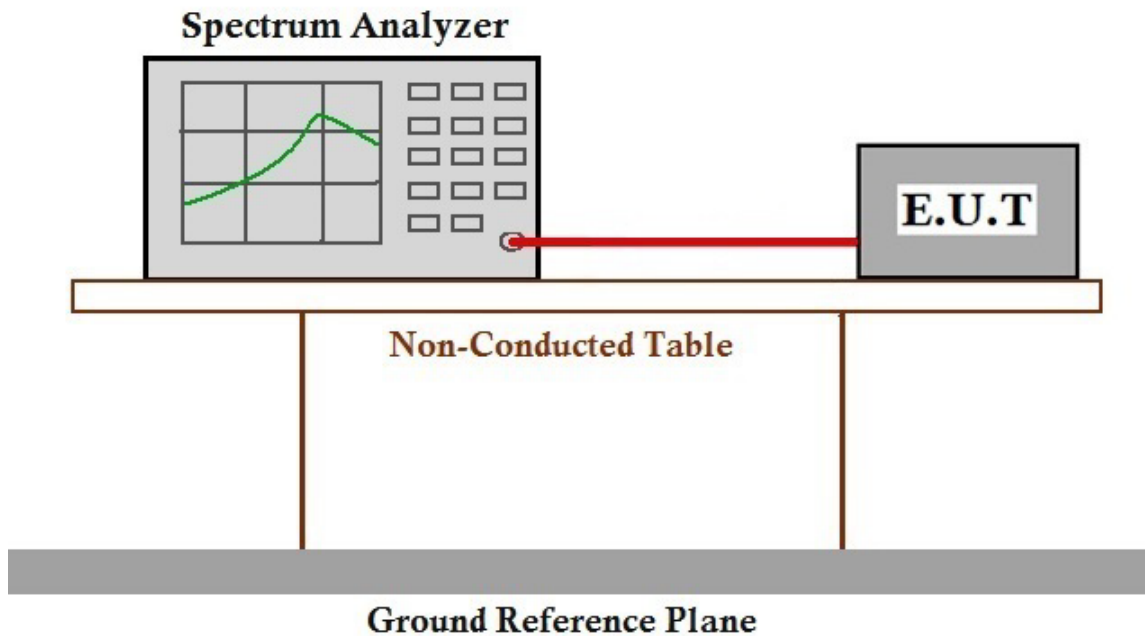 Spectrum Analyzer
E.U.T
Non-Conducted Table
Ground Reference Plane